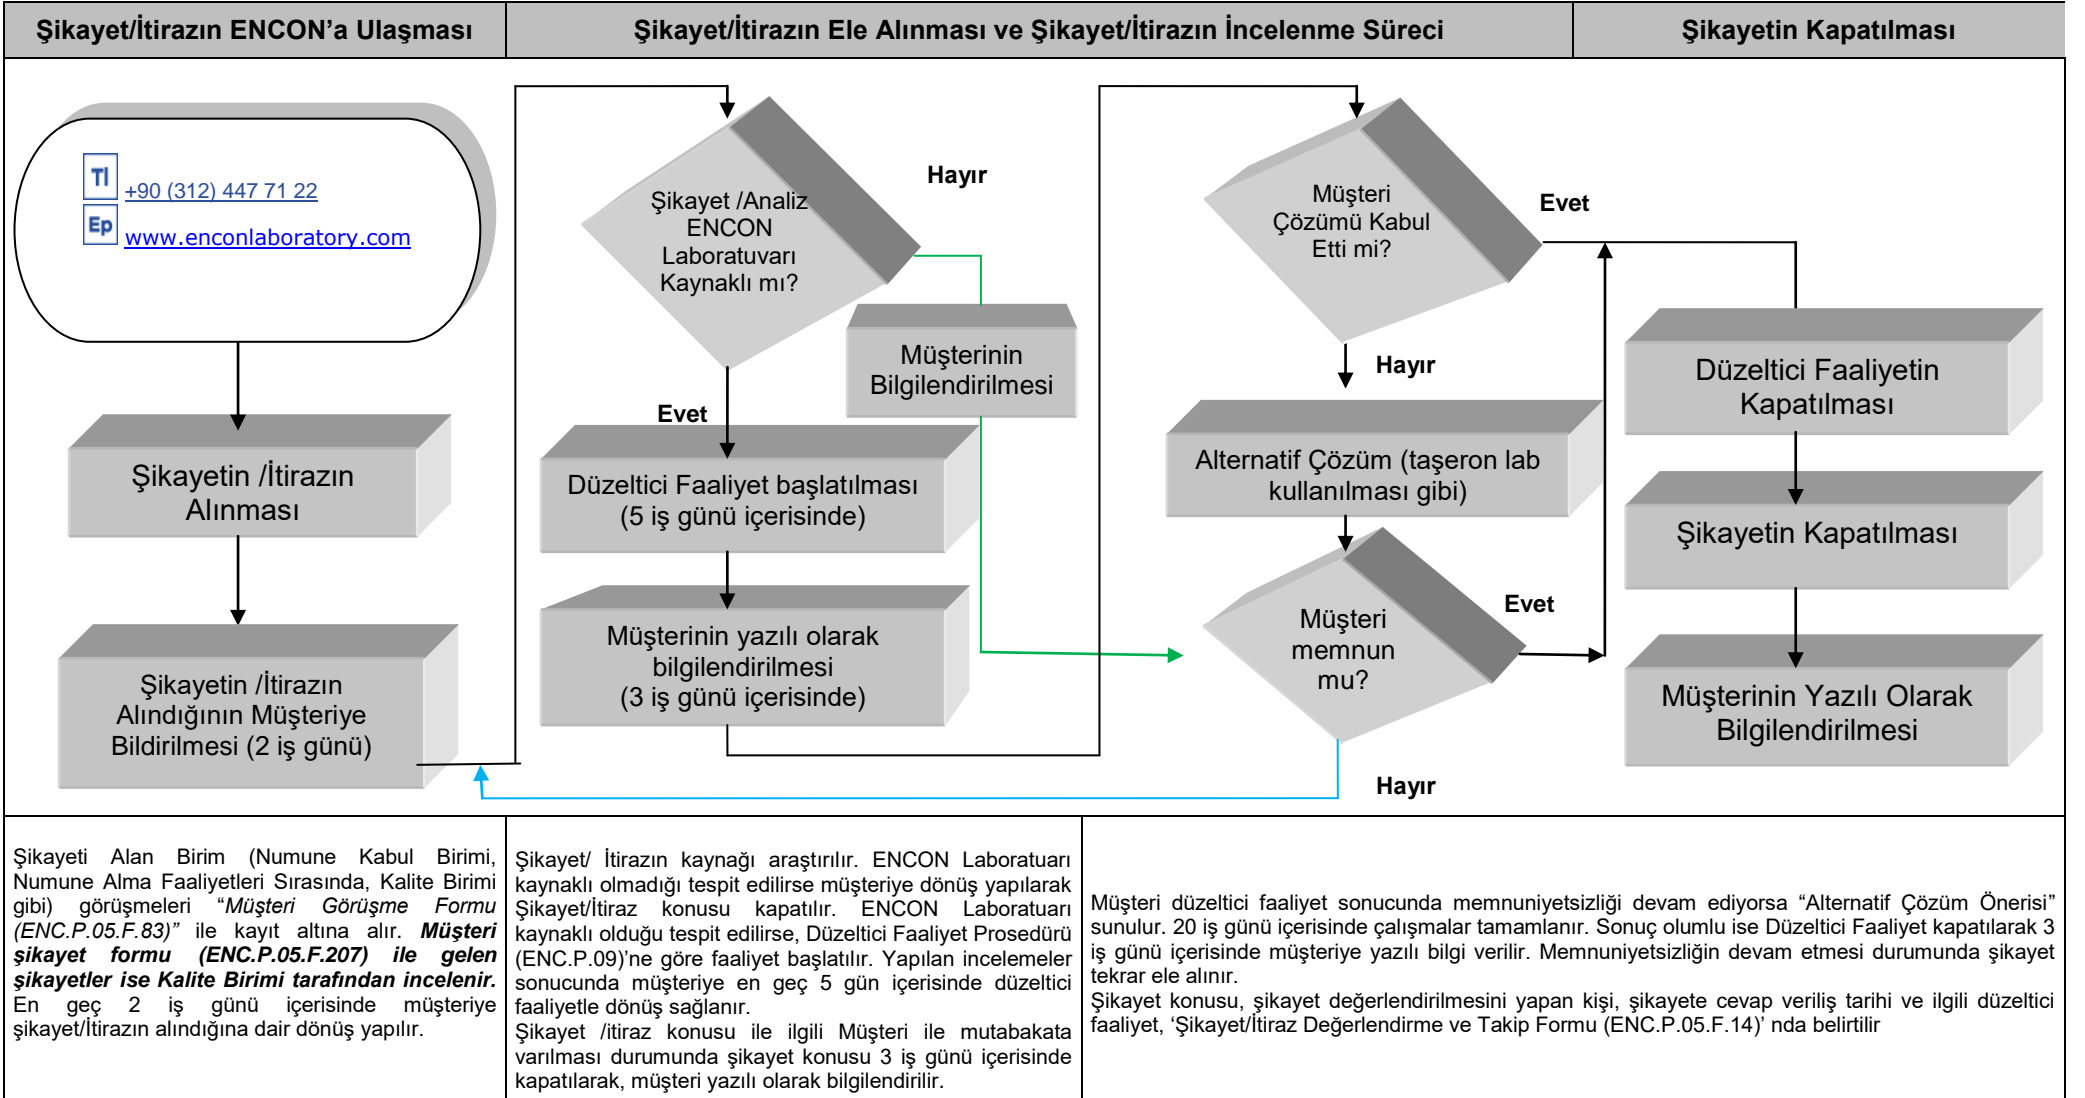 Şikayet/İtirazın ENCON’a Ulaşması
Şikayet/İtirazın Ele Alınması ve Şikayet/İtirazın İncelenme Süreci
Şikayetin Kapatılması
Tl
+90 (312) 447 71 22
Ep
www.enconlaboratory.com
Şikayetin /İtirazın
Alınması
Şikayetin /İtirazın
Alındığının Müşteriye
Bildirilmesi (2 iş günü)
Şikayet /Analiz
ENCON
Laboratuvarı
Kaynaklı mı?
Hayır
Müşterinin
Bilgilendirilmesi
Evet
Düzeltici Faaliyet başlatılması
(5 iş günü içerisinde)
Müşterinin yazılı olarak
bilgilendirilmesi
(3 iş günü içerisinde)
Müşteri
Çözümü Kabul
Etti mi?
Evet
Hayır
Alternatif Çözüm (taşeron lab
kullanılması gibi)
Müşteri
memnun
mu?
Evet
Hayır
Düzeltici Faaliyetin
Kapatılması
Şikayetin Kapatılması
Müşterinin Yazılı Olarak
Bilgilendirilmesi
Şikayeti Alan Birim (Numune Kabul Birimi,
Numune Alma Faaliyetleri Sırasında, Kalite Birimi
gibi) görüşmeleri “Müşteri Görüşme Formu
(ENC.P.05.F.83)” ile kayıt altına alır. Müşteri
şikayet formu (ENC.P.05.F.207) ile gelen
şikayetler ise Kalite Birimi tarafından incelenir.
En geç 2 iş günü içerisinde müşteriye
şikayet/İtirazın alındığına dair dönüş yapılır.
Şikayet/ İtirazın kaynağı araştırılır. ENCON Laboratuarı
kaynaklı olmadığı tespit edilirse müşteriye dönüş yapılarak
Şikayet/İtiraz konusu kapatılır. ENCON Laboratuarı
kaynaklı olduğu tespit edilirse, Düzeltici Faaliyet Prosedürü
(ENC.P.09)’ne göre faaliyet başlatılır. Yapılan incelemeler
sonucunda müşteriye en geç 5 gün içerisinde düzeltici
faaliyetle dönüş sağlanır.
Şikayet /itiraz konusu ile ilgili Müşteri ile mutabakata
varılması durumunda şikayet konusu 3 iş günü içerisinde
kapatılarak, müşteri yazılı olarak bilgilendirilir.
Müşteri düzeltici faaliyet sonucunda memnuniyetsizliği devam ediyorsa “Alternatif Çözüm Önerisi”
sunulur. 20 iş günü içerisinde çalışmalar tamamlanır. Sonuç olumlu ise Düzeltici Faaliyet kapatılarak 3
iş günü içerisinde müşteriye yazılı bilgi verilir. Memnuniyetsizliğin devam etmesi durumunda şikayet
tekrar ele alınır.
Şikayet konusu, şikayet değerlendirilmesini yapan kişi, şikayete cevap veriliş tarihi ve ilgili düzeltici
faaliyet, ‘Şikayet/İtiraz Değerlendirme ve Takip Formu (ENC.P.05.F.14)’ nda belirtilir